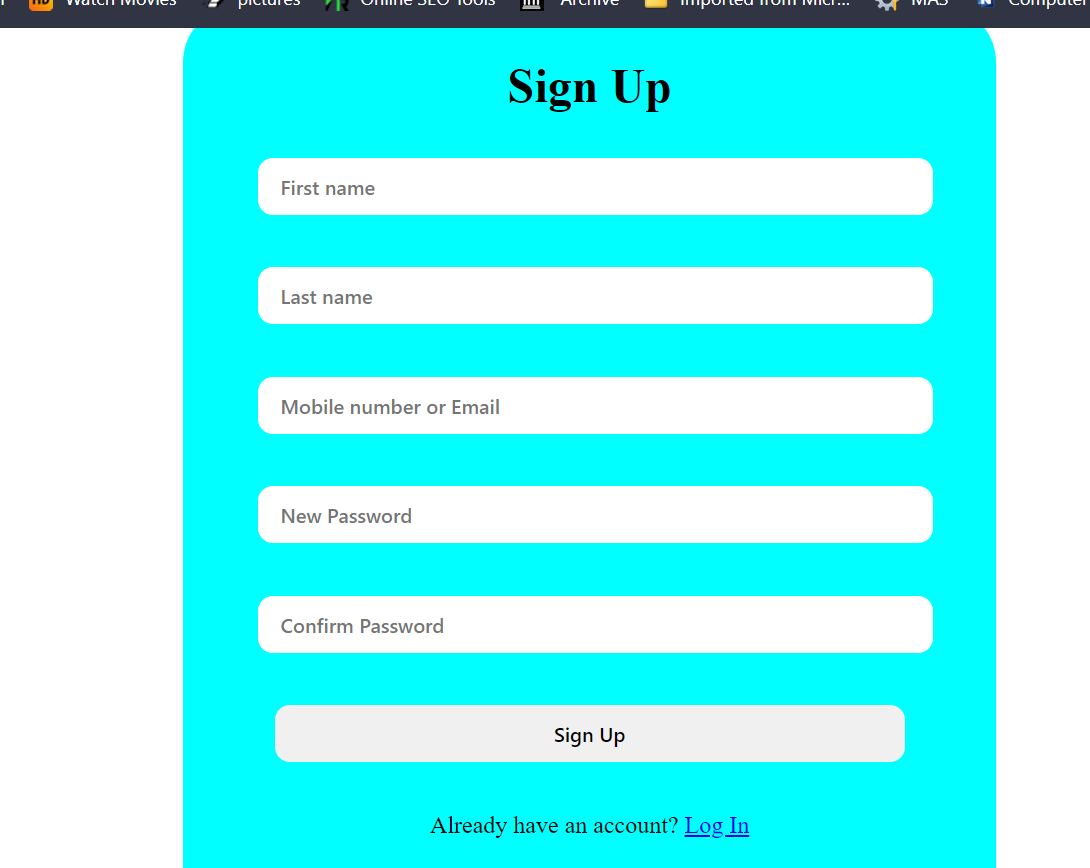 Watch Movies pictures Online SEO Tools Archive Imported from Micr... MAS Computer
Sign Up
First name
Last name
Mobile number or Email
New Password
Confirm Password
Sign Up
Already have an account? Log In